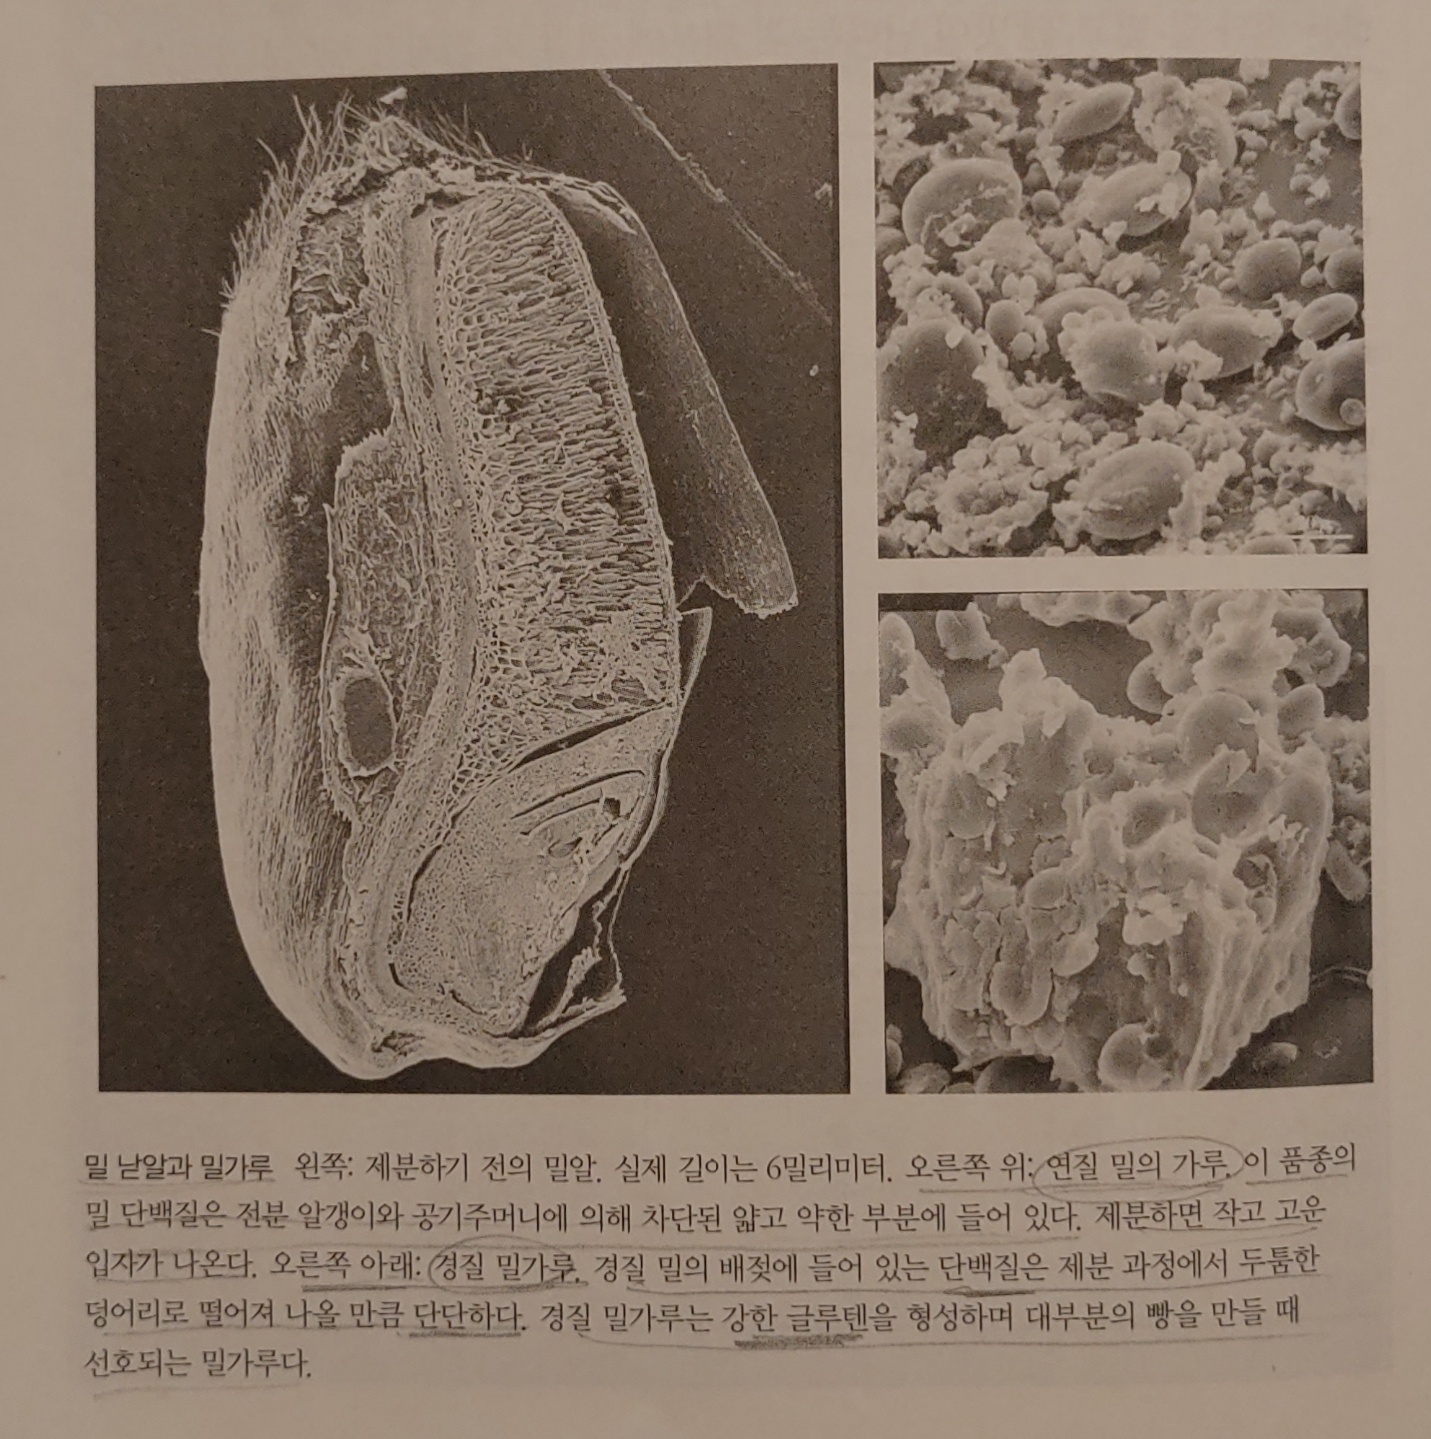 밀 낟알과 밀가루 왼쪽: 제분하기 전의 밀알. 실제 길이는 6밀리미터. 오른쪽 위: 연질 밀의 가루. 이 품종의
밀 단백질은 전분 알갱이와 공기주머니에 의해 차단된 얇고 약한 부분에 들어 있다. 제분하면 작고 고운
입자가 나온다. 오른쪽 아래: 경질 밀가루. 경질 밀의 배젖에 들어 있는 단백질은 제분 과정에서 두툼한
덩어리로 떨어져 나올 만큼 단단하다. 경질 밀가루는 강한 글루텐을 형성하며 대부분의 빵을 만들 때
선호되는 밀가루다.